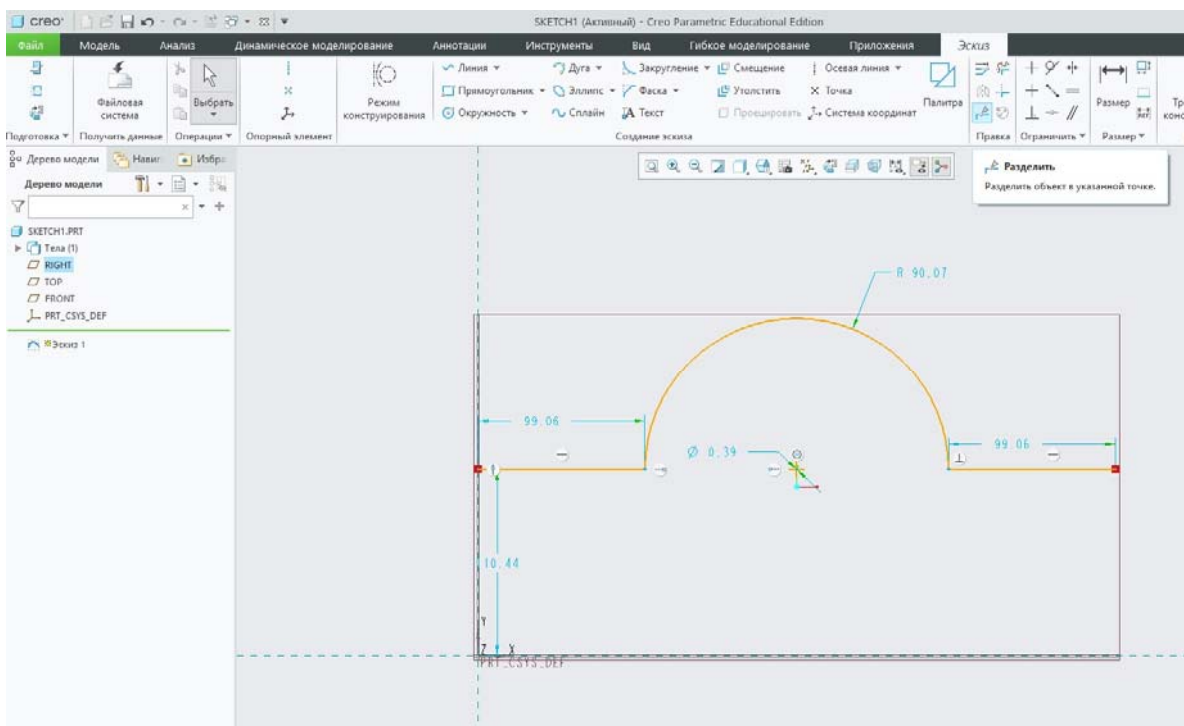 creo· SKETCH1 (Активный) - Creo Parametric Educational Edition
Файл Модель Анализ Динамическое моделирование Аннотации Инструменты Вид Гибкое моделирование Приложения Эскиз
Линия Дуга Закругление Смещение Осевая линия
Файловая система Выбрать Режим конструирования Прямоугольник Эллипс Фаска Утолстить Точка Палитра Размер
Окружность Сплайн Текст Проецировать Система координат
Подготовка Получить данные Операции Опорный элемент Создание эскиза Правка Ограничить Размер
Дерево модели Избр
Дерево модели
Разделить
Разделить объект в указанной точке.
SKETCH1.PRT
Тела (1)
RIGHT
TOP
FRONT
PRT_CSYS_DEF
Эскиз 1
R 90.07
99.06
99.06
Ø 0.39
10.44
Y
Z X
PRT_CSYS_DEF